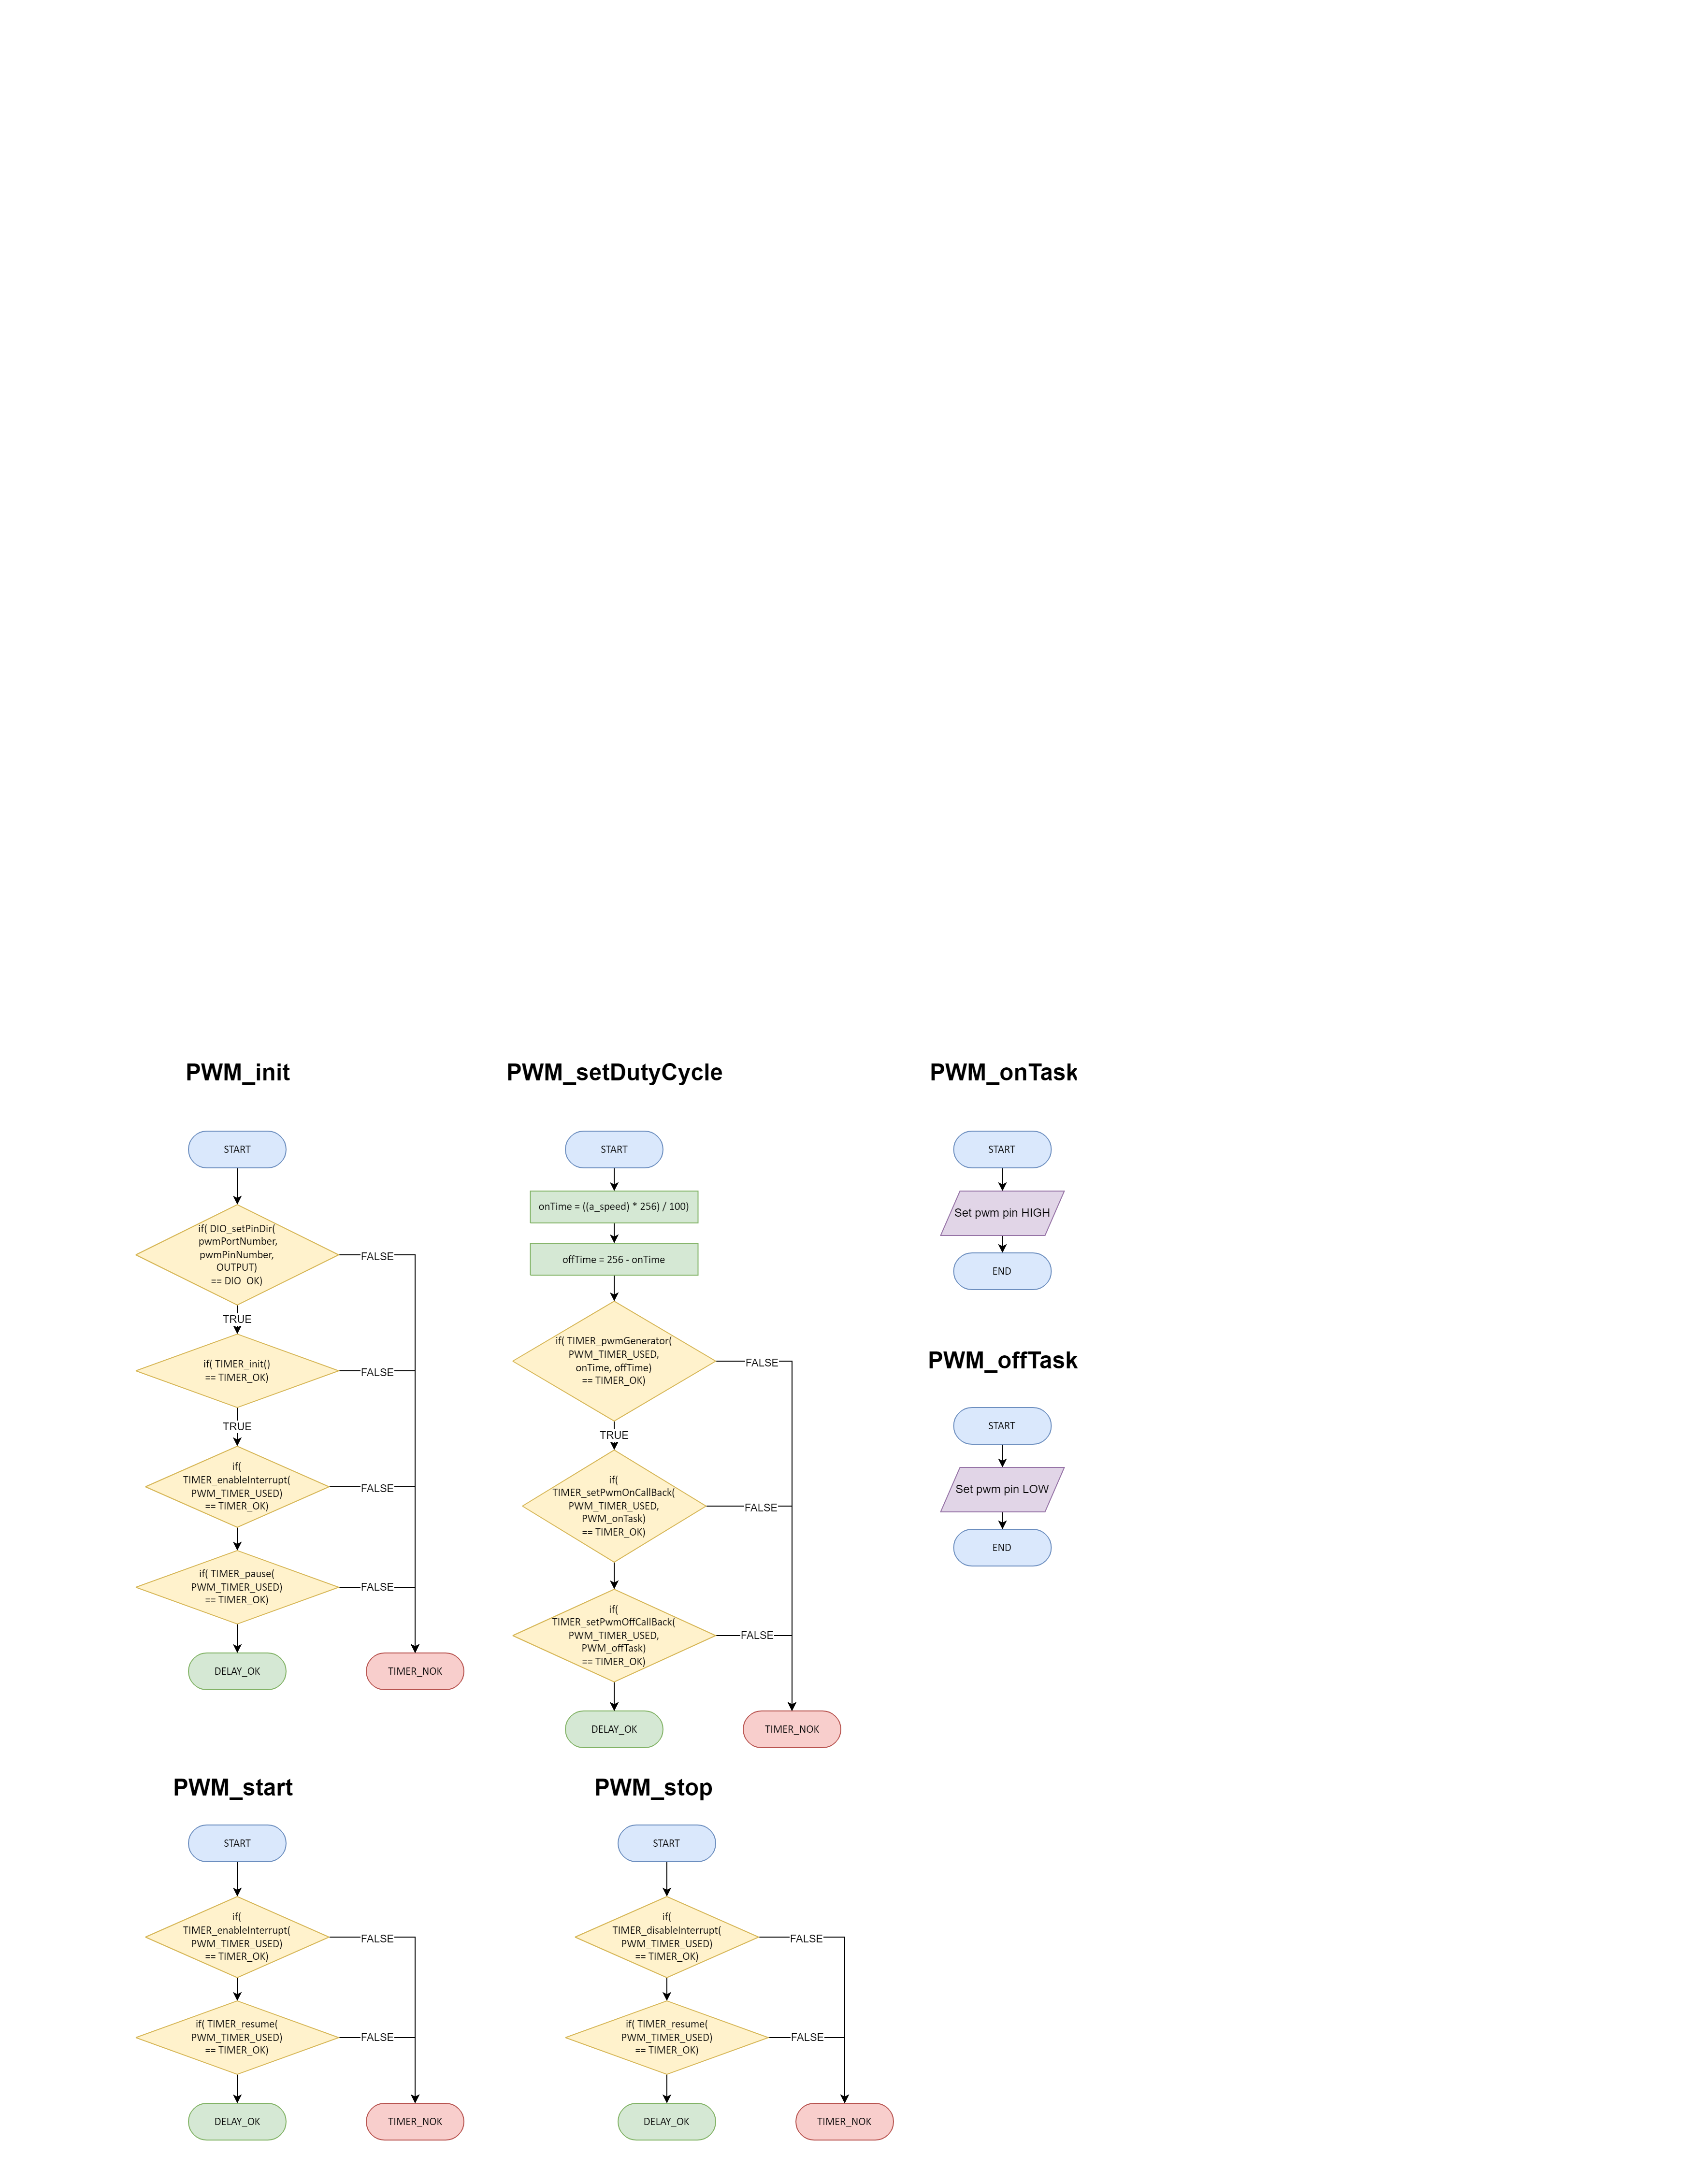 PWM_init
START
if( DIO_setPinDir(
pwmPortNumber,
pwmPinNumber,
OUTPUT)
== DIO_OK)
FALSE
TRUE
if( TIMER_init()
== TIMER_OK)
FALSE
TRUE
if(
TIMER_enableInterrupt(
PWM_TIMER_USED)
== TIMER_OK)
FALSE
if( TIMER_pause(
PWM_TIMER_USED)
== TIMER_OK)
FALSE
DELAY_OK
TIMER_NOK
PWM_setDutyCycle
START
onTime = ((a_speed) * 256) / 100)
offTime = 256 - onTime
if( TIMER_pwmGenerator(
PWM_TIMER_USED,
onTime, offTime)
== TIMER_OK)
FALSE
TRUE
if(
TIMER_setPwmOnCallBack(
PWM_TIMER_USED,
PWM_onTask)
== TIMER_OK)
FALSE
if(
TIMER_setPwmOffCallBack(
PWM_TIMER_USED,
PWM_offTask)
== TIMER_OK)
FALSE
DELAY_OK
TIMER_NOK
PWM_onTask
START
Set pwm pin HIGH
END
PWM_offTask
START
Set pwm pin LOW
END
PWM_start
START
if(
TIMER_enableInterrupt(
PWM_TIMER_USED)
== TIMER_OK)
FALSE
if( TIMER_resume(
PWM_TIMER_USED)
== TIMER_OK)
FALSE
DELAY_OK
TIMER_NOK
PWM_stop
START
if(
TIMER_disableInterrupt(
PWM_TIMER_USED)
== TIMER_OK)
FALSE
if( TIMER_resume(
PWM_TIMER_USED)
== TIMER_OK)
FALSE
DELAY_OK
TIMER_NOK